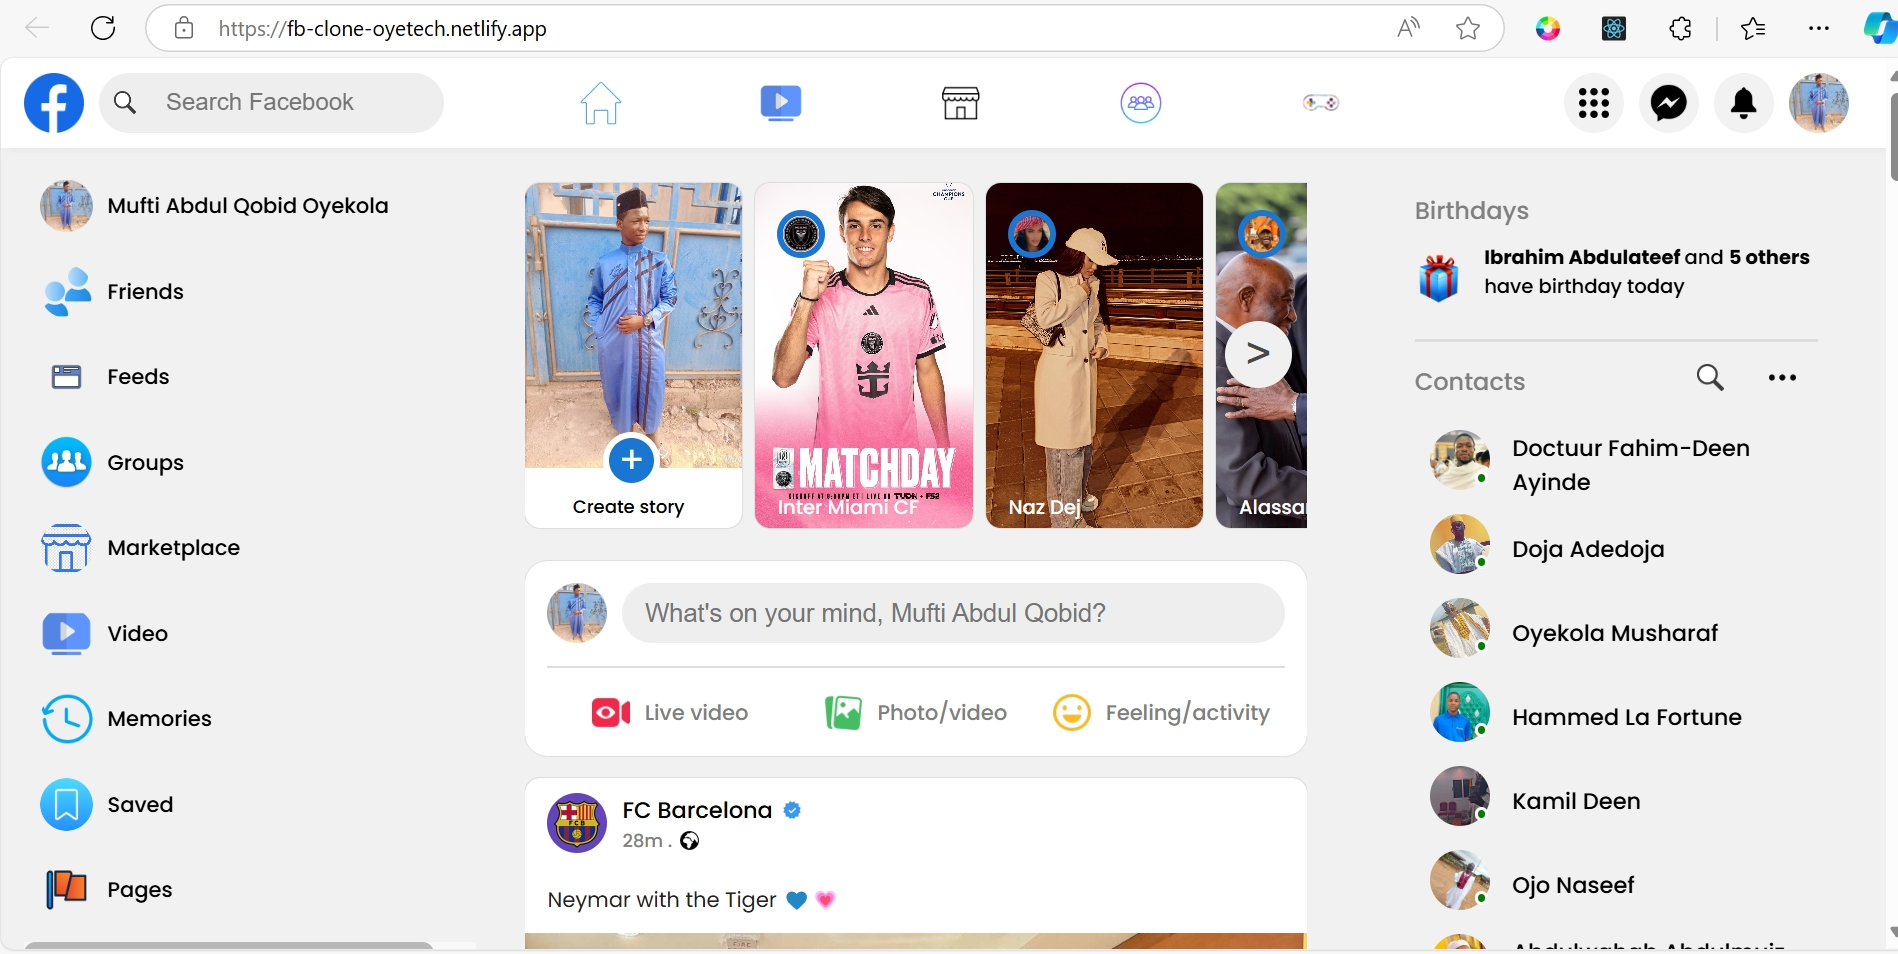 https://fb-clone-oyetech.netlify.app
Search Facebook
Mufti Abdul Qobid Oyekola
Friends
Feeds
Groups
Marketplace
Video
Memories
Saved
Pages
Create story
CHAMPIONS
CUP
MATCHDAY
Inter Miami CF
Naz Dej
Alassa
>
What's on your mind, Mufti Abdul Qobid?
Live video
Photo/video
Feeling/activity
FC Barcelona
28m .
Neymar with the Tiger
Birthdays
Ibrahim Abdulateef and 5 others
have birthday today
Contacts
Doctuur Fahim-Deen
Ayinde
Doja Adedoja
Oyekola Musharaf
Hammed La Fortune
Kamil Deen
Ojo Naseef